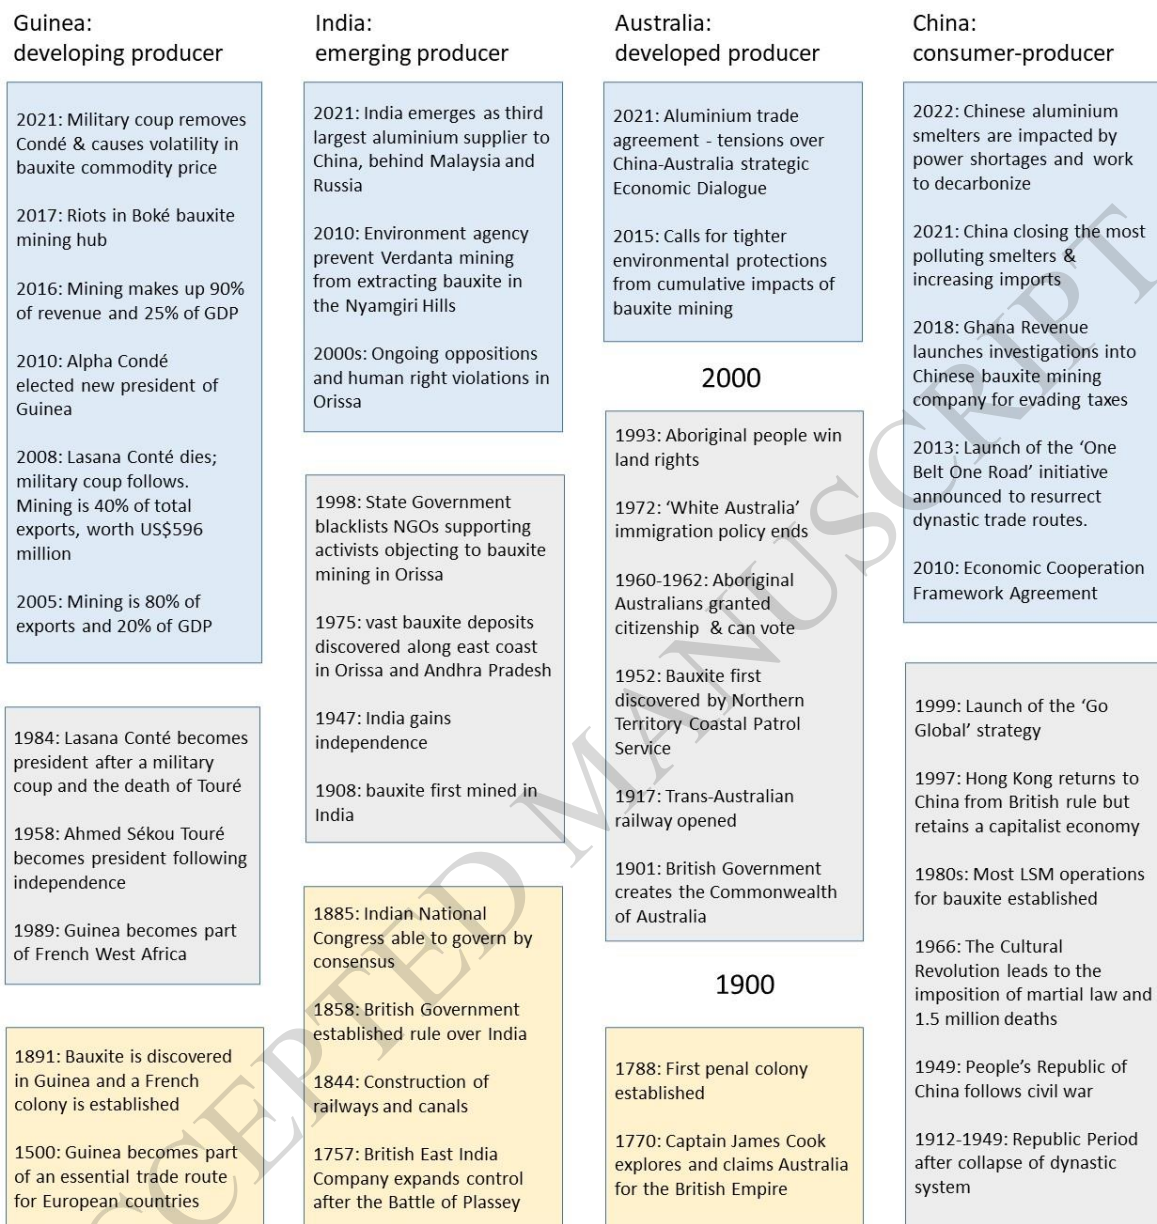 Guinea:
developing producer
2021: Military coup removes
Condé & causes volatility in
bauxite commodity price
2017: Riots in Boké bauxite
mining hub
2016: Mining makes up 90%
of revenue and 25% of GDP
2010: Alpha Condé
elected new president of
Guinea
2008: Lasana Conté dies;
military coup follows.
Mining is 40% of total
exports, worth US$596
million
2005: Mining is 80% of
exports and 20% of GDP
1984: Lasana Conté becomes
president after a military
coup and the death of Touré
1958: Ahmed Sékou Touré
becomes president following
independence
1989: Guinea becomes part
of French West Africa
1891: Bauxite is discovered
in Guinea and a French
colony is established
1500: Guinea becomes part
of an essential trade route
for European countries
India:
emerging producer
2021: India emerges as third
largest aluminium supplier to
China, behind Malaysia and
Russia
2010: Environment agency
prevent Verdanta mining
from extracting bauxite in
the Nyamgiri Hills
2000s: Ongoing oppositions
and human right violations in
Orissa
1998: State Government
blacklists NGOs supporting
activists objecting to bauxite
mining in Orissa
1975: vast bauxite deposits
discovered along east coast
in Orissa and Andhra Pradesh
1947: India gains
independence
1908: bauxite first mined in
India
1885: Indian National
Congress able to govern by
consensus
1858: British Government
established rule over India
1844: Construction of
railways and canals
1757: British East India
Company expands control
after the Battle of Plassey
Australia:
developed producer
2021: Aluminium trade
agreement - tensions over
China-Australia strategic
Economic Dialogue
2015: Calls for tighter
environmental protections
from cumulative impacts of
bauxite mining
2000
1993: Aboriginal people win
land rights
1972: ‘White Australia’
immigration policy ends
1960-1962: Aboriginal
Australians granted
citizenship & can vote
1952: Bauxite first
discovered by Northern
Territory Coastal Patrol
Service
1917: Trans-Australian
railway opened
1901: British Government
creates the Commonwealth
of Australia
1900
1788: First penal colony
established
1770: Captain James Cook
explores and claims Australia
for the British Empire
China:
consumer-producer
2022: Chinese aluminium
smelters are impacted by
power shortages and work
to decarbonize
2021: China closing the most
polluting smelters &
increasing imports
2018: Ghana Revenue
launches investigations into
Chinese bauxite mining
company for evading taxes
2013: Launch of the ‘One
Belt One Road’ initiative
announced to resurrect
dynastic trade routes.
2010: Economic Cooperation
Framework Agreement
1999: Launch of the ‘Go
Global’ strategy
1997: Hong Kong returns to
China from British rule but
retains a capitalist economy
1980s: Most LSM operations
for bauxite established
1966: The Cultural
Revolution leads to the
imposition of martial law and
1.5 million deaths
1949: People’s Republic of
China follows civil war
1912-1949: Republic Period
after collapse of dynastic
system
CCEPTED MANUSCRIPT